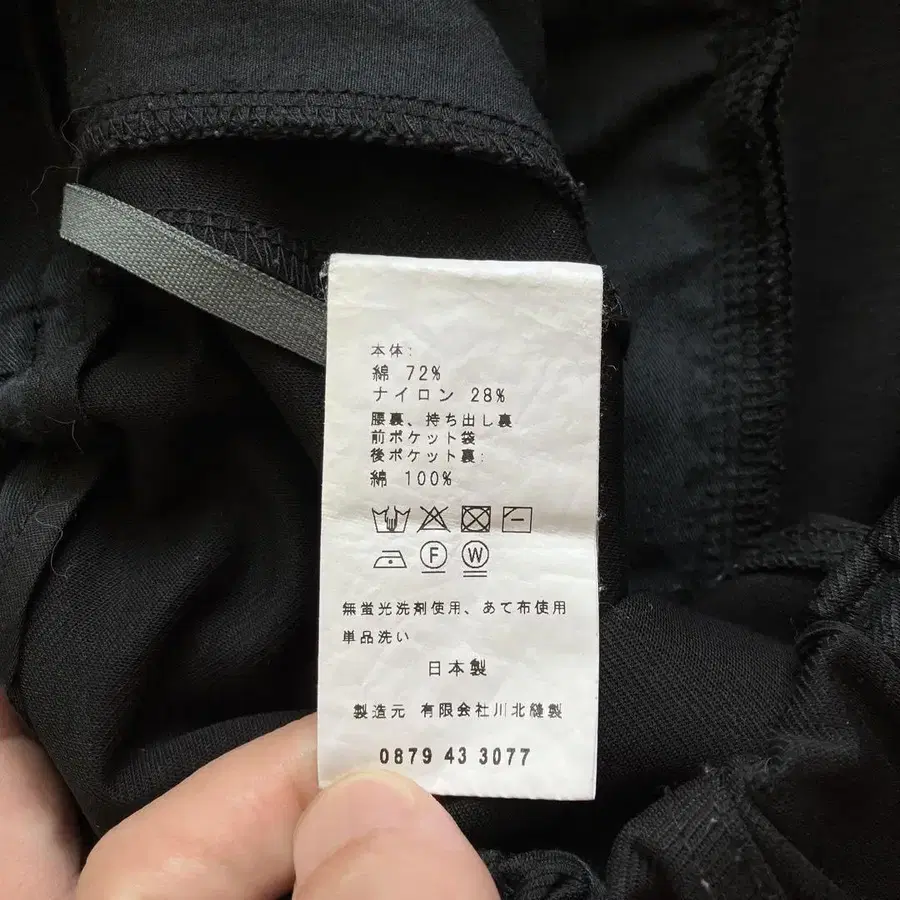 本体:
綿 72%
ナイロン 28%
腰裏、持ち出し裏
前ポケット袋
後ポケット裏:
綿 100%
F W
無蛍光洗剤使用、あて布使用
単品洗い
日本製
製造元 有限会社川北縫製
0879 43 3077